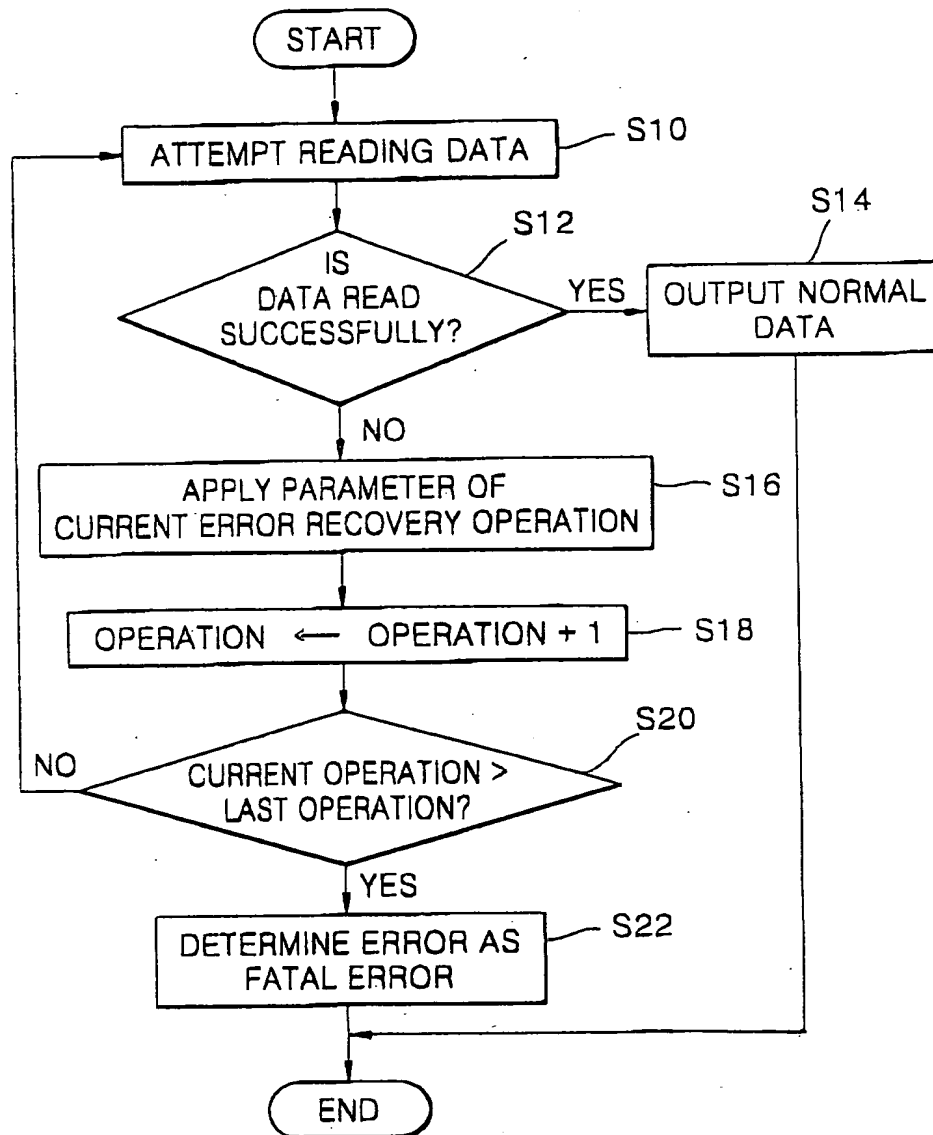 START
ATTEMPT READING DATA
S10
IS
DATA READ
SUCCESSFULLY?
S12
YES
OUTPUT NORMAL
DATA
S14
NO
APPLY PARAMETER OF
CURRENT ERROR RECOVERY OPERATION
S16
OPERATION ← OPERATION + 1
S18
CURRENT OPERATION >
LAST OPERATION?
S20
NO
YES
DETERMINE ERROR AS
FATAL ERROR
S22
END